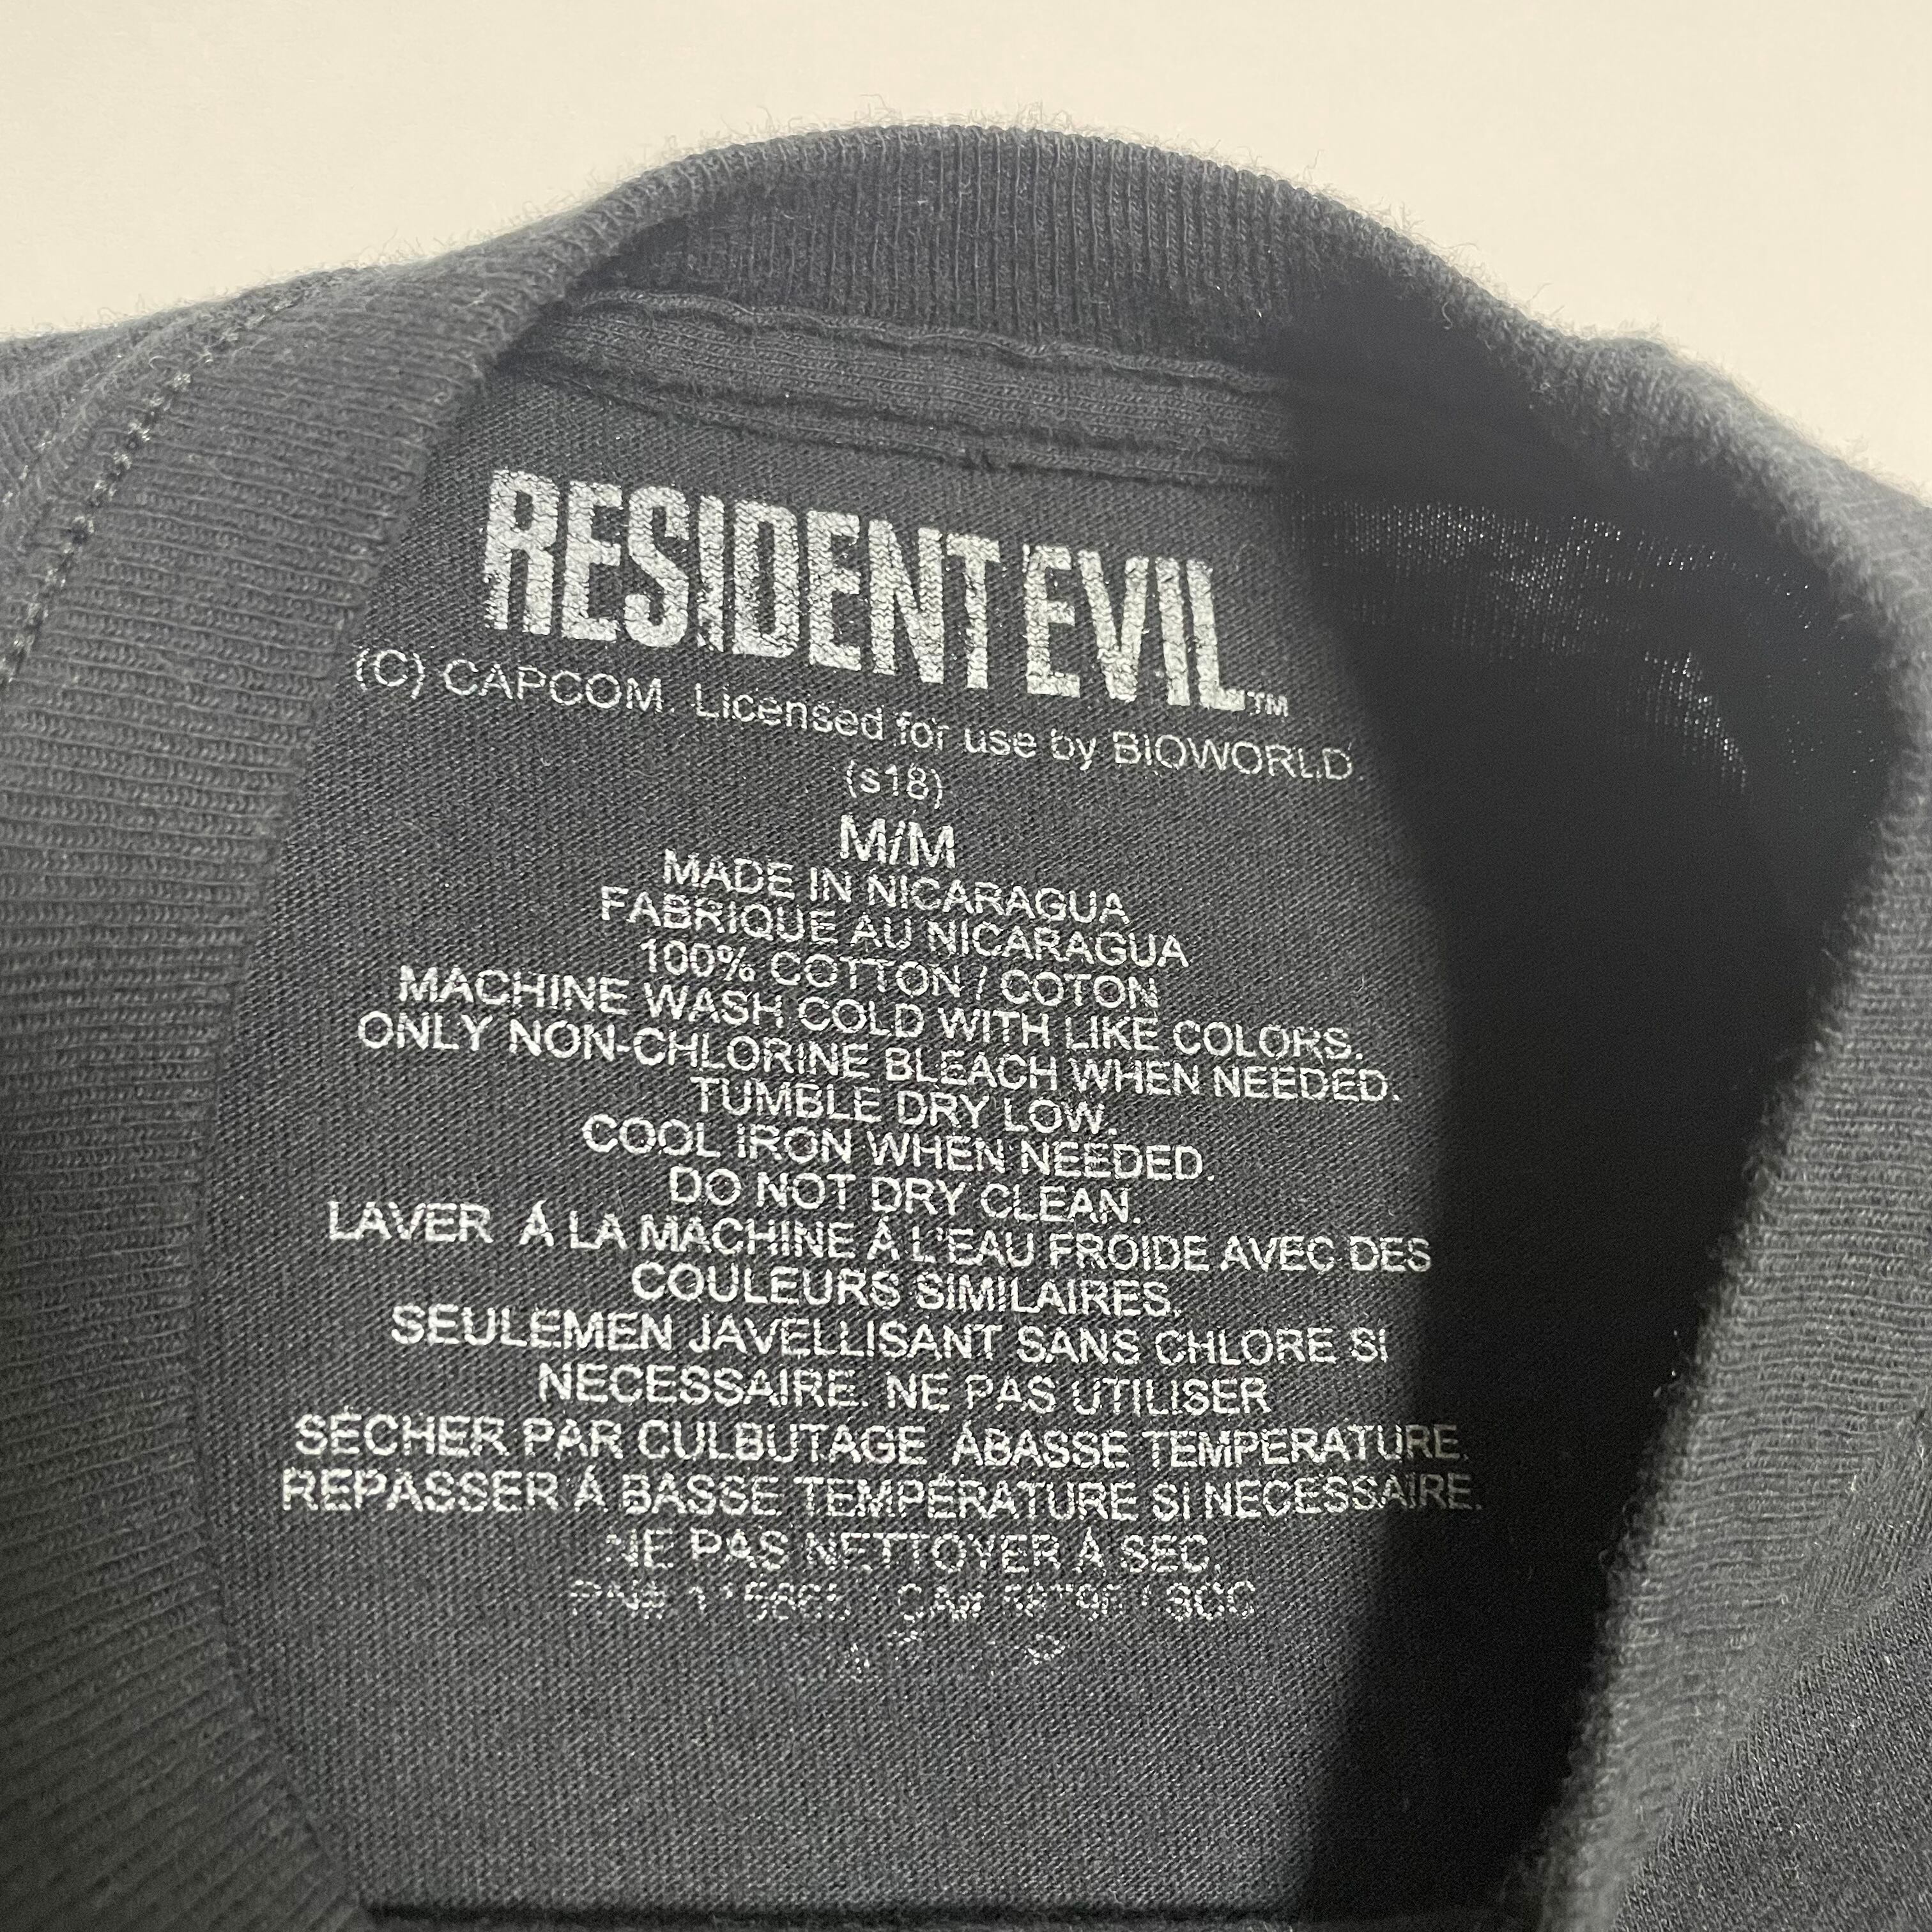 RESIDENT EVIL™
(C) CAPCOM. Licensed for use by BIOWORLD.
(s18)
M/M
MADE IN NICARAGUA
FABRIQUE AU NICARAGUA
100% COTTON / COTON
MACHINE WASH COLD WITH LIKE COLORS.
ONLY NON-CHLORINE BLEACH WHEN NEEDED.
TUMBLE DRY LOW.
COOL IRON WHEN NEEDED.
DO NOT DRY CLEAN.
LAVER Á LA MACHINE Á L'EAU FROIDE AVEC DES
COULEURS SIMILAIRES.
SEULEMEN JAVELLISANT SANS CHLORE SI
NECESSAIRE. NE PAS UTILISER
SÉCHER PAR CULBUTAGE ÁBASSE TEMPERATURE.
REPASSER Á BASSE TEMPÉRATURE SI NECESSAIRE.
NE PAS NETTOYER Á SEC.